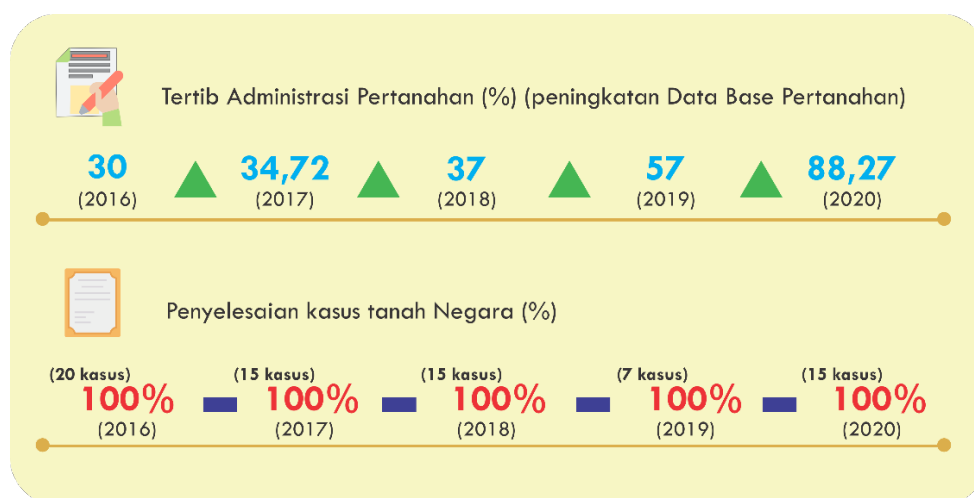 Tertib Administrasi Pertanahan (%) (peningkatan Data Base Pertanahan)
30 34,72 37 57 88,27
(2016) (2017) (2018) (2019) (2020)
Penyelesaian kasus tanah Negara (%)
(20 kasus) (15 kasus) (15 kasus) (7 kasus) (15 kasus)
100% 100% 100% 100% 100%
(2016) (2017) (2018) (2019) (2020)